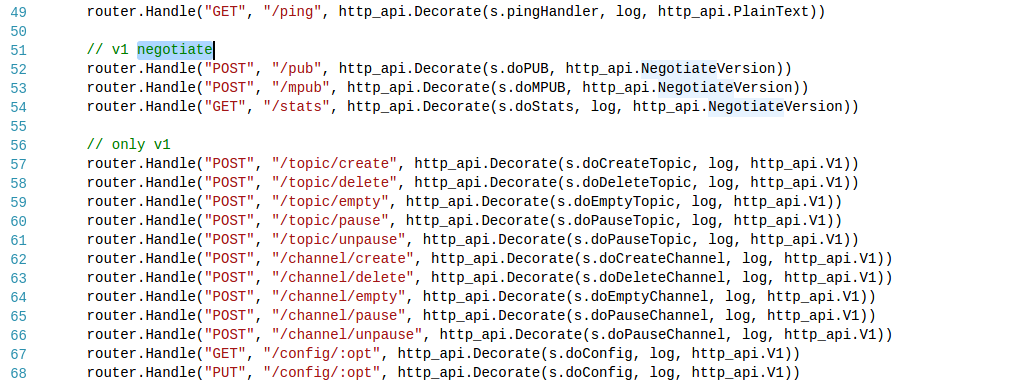 49 router.Handle("GET", "/ping", http_api.Decorate(s.pingHandler, log, http_api.PlainText))
50
51 // v1 negotiate
52 router.Handle("POST", "/pub", http_api.Decorate(s.doPUB, http_api.NegotiateVersion))
53 router.Handle("POST", "/mpub", http_api.Decorate(s.doMPUB, http_api.NegotiateVersion))
54 router.Handle("GET", "/stats", http_api.Decorate(s.doStats, log, http_api.NegotiateVersion))
55
56 // only v1
57 router.Handle("POST", "/topic/create", http_api.Decorate(s.doCreateTopic, log, http_api.V1))
58 router.Handle("POST", "/topic/delete", http_api.Decorate(s.doDeleteTopic, log, http_api.V1))
59 router.Handle("POST", "/topic/empty", http_api.Decorate(s.doEmptyTopic, log, http_api.V1))
60 router.Handle("POST", "/topic/pause", http_api.Decorate(s.doPauseTopic, log, http_api.V1))
61 router.Handle("POST", "/topic/unpause", http_api.Decorate(s.doPauseTopic, log, http_api.V1))
62 router.Handle("POST", "/channel/create", http_api.Decorate(s.doCreateChannel, log, http_api.V1))
63 router.Handle("POST", "/channel/delete", http_api.Decorate(s.doDeleteChannel, log, http_api.V1))
64 router.Handle("POST", "/channel/empty", http_api.Decorate(s.doEmptyChannel, log, http_api.V1))
65 router.Handle("POST", "/channel/pause", http_api.Decorate(s.doPauseChannel, log, http_api.V1))
66 router.Handle("POST", "/channel/unpause", http_api.Decorate(s.doPauseChannel, log, http_api.V1))
67 router.Handle("GET", "/config/:opt", http_api.Decorate(s.doConfig, log, http_api.V1))
68 router.Handle("PUT", "/config/:opt", http_api.Decorate(s.doConfig, log, http_api.V1))